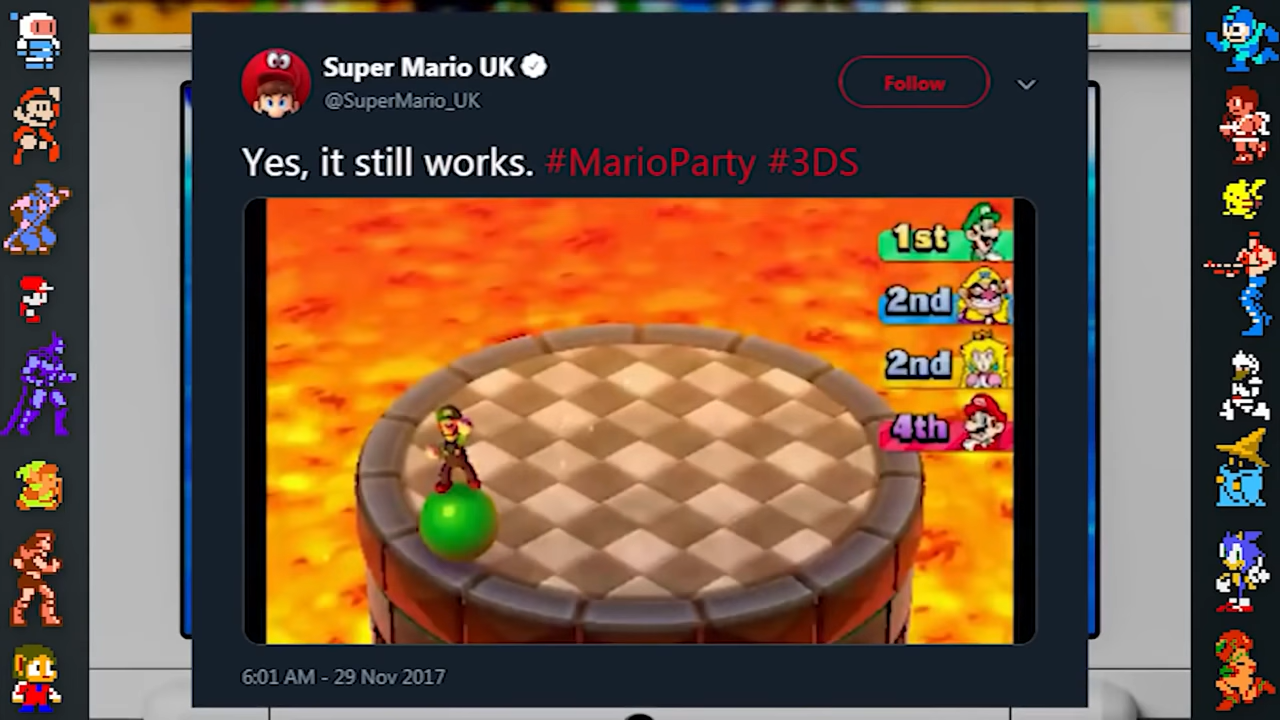 Super Mario UK
@SuperMario_UK
Follow
Yes, it still works. #MarioParty #3DS
1st
2nd
2nd
4th
6:01 AM - 29 Nov 2017